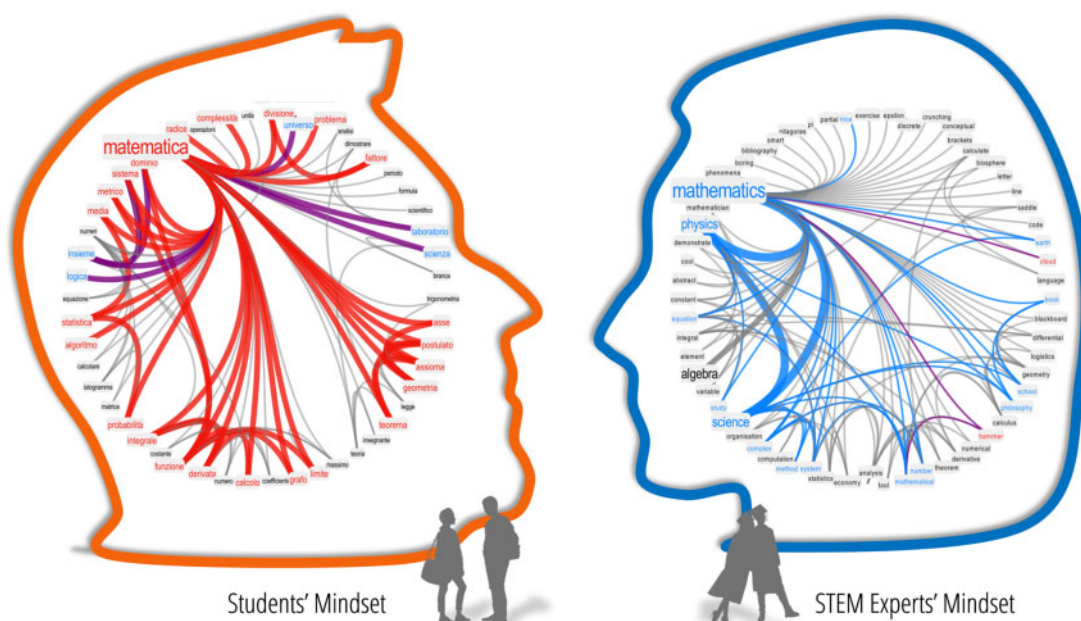 matematica
radice
operazioni
complessità
unità
divisione
universo
problema
analisi
dimostrare
fattore
periodo
formula
scientifico
laboratorio
scienza
branca
trigonometria
asse
postulato
assioma
geometria
legge
teorema
insegnante
teoria
massimo
limite
grafo
coefficiente
calcolo
numero
derivata
funzione
costante
integrale
probabilità
matrice
istogramma
calcolare
algoritmo
statistica
equazione
logica
insieme
numeri
media
metrico
sistema
dominio
mathematics
phenomena
boring
bibliography
smart
pitagoras
pi
partial
nice
exercise
epsilon
discrete
crunching
conceptual
brackets
calculate
biosphere
letter
line
saddle
code
earth
cloud
language
book
blackboard
differential
logistics
geometry
school
philosophy
calculus
hammer
numerical
derivative
theorem
number
mathematical
tool
analysis
economy
statistics
method
system
computation
complex
organisation
science
study
variable
algebra
element
integral
equation
constant
abstract
cool
demonstrate
physics
mathematician
Students' Mindset
STEM Experts' Mindset